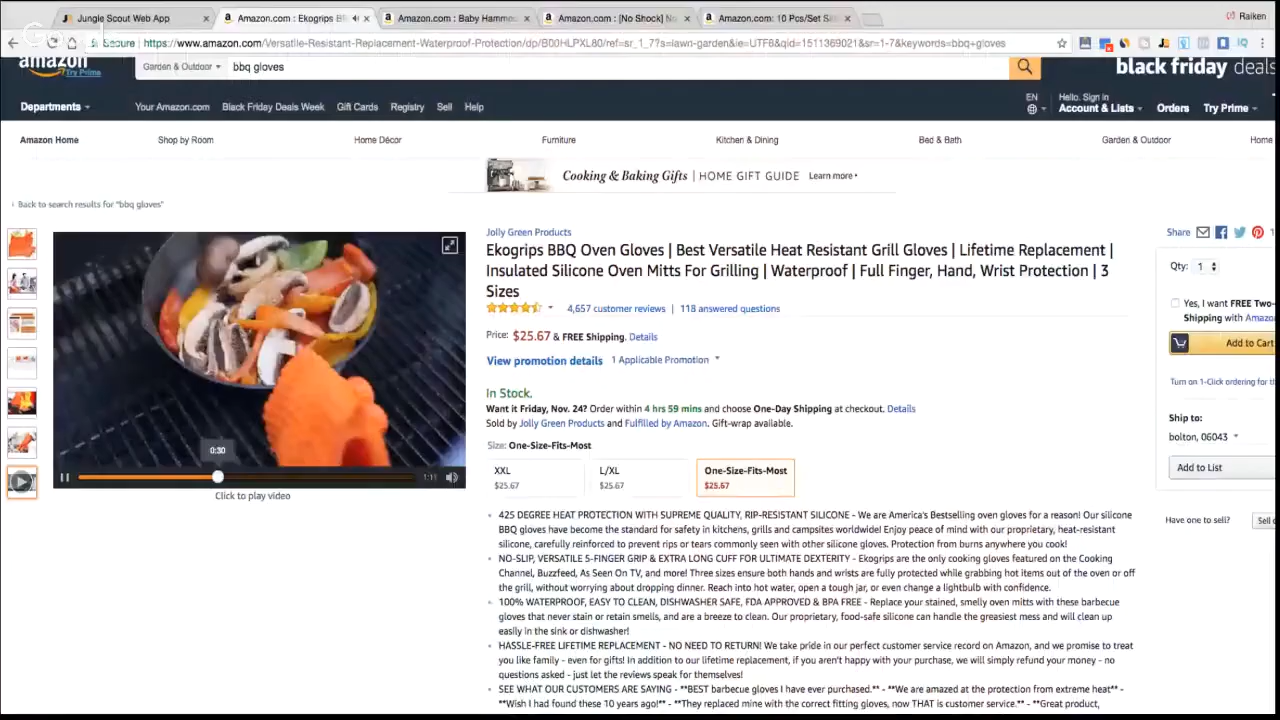 Jungle Scout Web App
Amazon.com : Ekogrips B
Amazon.com : Baby Hammo
Amazon.com : [No Shock] N
Amazon.com: 10 Pcs/Set S
Raiken
Secure
https://www.amazon.com/Versatile-Resistant-Replacement-Waterproof-Protection/dp/B00HLPXL80/ref=sr_1_7?s=lawn-garden&ie=UTF8&qid=1511369021&sr=1-7&keywords=bbq+gloves
amazon
Try Prime
Garden & Outdoor
bbq gloves
black friday deals
Departments
Your Amazon.com
Black Friday Deals Week
Gift Cards
Registry
Sell
Help
EN
Hello. Sign in
Account & Lists
Orders
Try Prime
Amazon Home
Shop by Room
Home Décor
Furniture
Kitchen & Dining
Bed & Bath
Garden & Outdoor
Home
Cooking & Baking Gifts | HOME GIFT GUIDE Learn more
‹ Back to search results for "bbq gloves"
0:30
1:11
Click to play video
Jolly Green Products
Ekogrips BBQ Oven Gloves | Best Versatile Heat Resistant Grill Gloves | Lifetime Replacement |
Insulated Silicone Oven Mitts For Grilling | Waterproof | Full Finger, Hand, Wrist Protection | 3
Sizes
4,657 customer reviews | 118 answered questions
Price: $25.67 & FREE Shipping. Details
View promotion details 1 Applicable Promotion
In Stock.
Want it Friday, Nov. 24? Order within 4 hrs 59 mins and choose One-Day Shipping at checkout. Details
Sold by Jolly Green Products and Fulfilled by Amazon. Gift-wrap available.
Size: One-Size-Fits-Most
XXL
$25.67
L/XL
$25.67
One-Size-Fits-Most
$25.67
• 425 DEGREE HEAT PROTECTION WITH SUPREME QUALITY, RIP-RESISTANT SILICONE - We are America's Bestselling oven gloves for a reason! Our silicone
BBQ gloves have become the standard for safety in kitchens, grills and campsites worldwide! Enjoy peace of mind with our proprietary, heat-resistant
silicone, carefully reinforced to prevent rips or tears commonly seen with other silicone gloves. Protection from burns anywhere you cook!
• NO-SLIP, VERSATILE 5-FINGER GRIP & EXTRA LONG CUFF FOR ULTIMATE DEXTERITY - Ekogrips are the only cooking gloves featured on the Cooking
Channel, Buzzfeed, As Seen On TV, and more! Three sizes ensure both hands and wrists are fully protected while grabbing hot items out of the oven or off
the grill, without worrying about dropping dinner. Reach into hot water, open a tough jar, or even change a lightbulb with confidence.
• 100% WATERPROOF, EASY TO CLEAN, DISHWASHER SAFE, FDA APPROVED & BPA FREE - Replace your stained, smelly oven mitts with these barbecue
gloves that never stain or retain smells, and are a breeze to clean. Our proprietary, food-safe silicone can handle the greasiest mess and will clean up
easily in the sink or dishwasher!
• HASSLE-FREE LIFETIME REPLACEMENT - NO NEED TO RETURN! We take pride in our perfect customer service record on Amazon, and we promise to treat
you like family - even for gifts! In addition to our lifetime replacement, if you aren't happy with your purchase, we will simply refund your money - no
questions asked - just let the reviews speak for themselves!
• SEE WHAT OUR CUSTOMERS ARE SAYING - **BEST barbecue gloves I have ever purchased.** - **We are amazed at the protection from extreme heat** -
**Wish I had found these 10 years ago!** - **They replaced mine with the correct fitting gloves, now THAT is customer service.** - **Great product,
Share
Qty: 1
Yes, I want FREE Two-
Shipping with Amazo
Add to Cart
Turn on 1-Click ordering for th
Ship to:
bolton, 06043
Add to List
Have one to sell?
Sell o